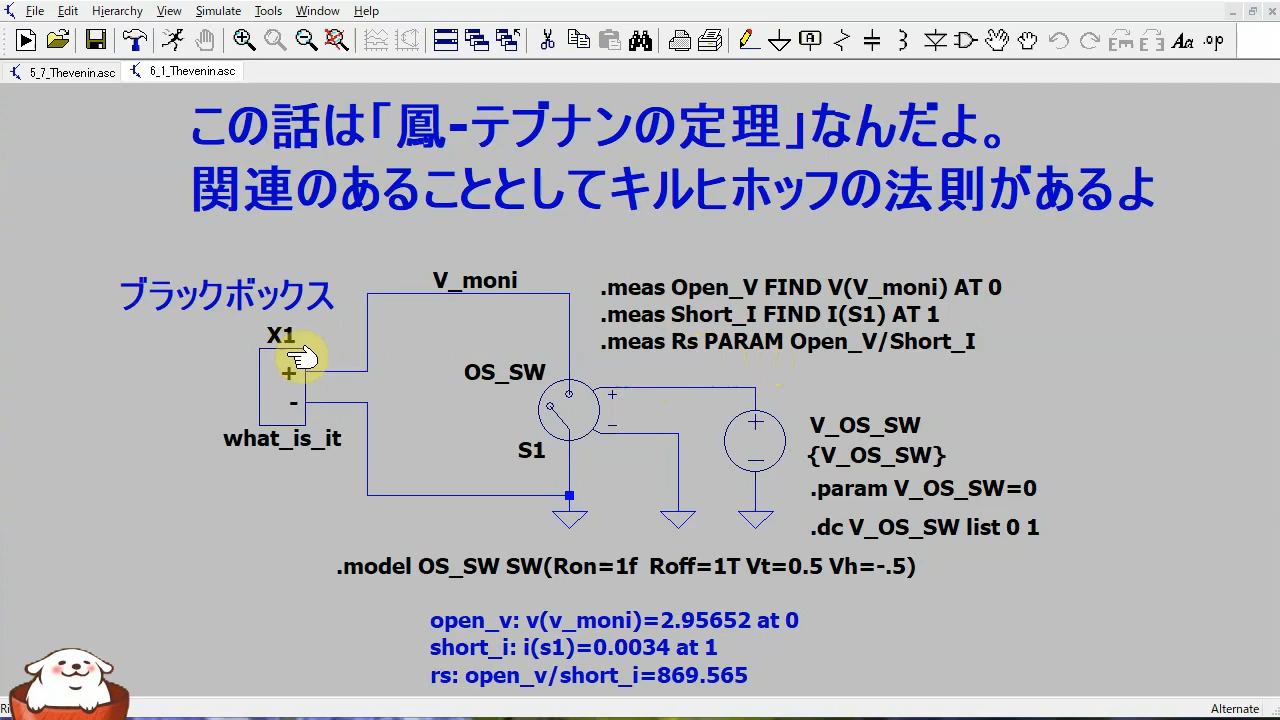 File Edit Hierarchy View Simulate Tools Window Help
5_7_Thevenin.asc 6_1_Thevenin.asc
この話は「鳳-テブナンの定理」なんだよ。
関連のあることとしてキルヒホッフの法則があるよ
ブラックボックス
V_moni
.meas Open_V FIND V(V_moni) AT 0
.meas Short_I FIND I(S1) AT 1
.meas Rs PARAM Open_V/Short_I
X1
+
-
what_is_it
OS_SW
S1
V_OS_SW
{V_OS_SW}
.param V_OS_SW=0
.dc V_OS_SW list 0 1
.model OS_SW SW(Ron=1f Roff=1T Vt=0.5 Vh=-.5)
open_v: v(v_moni)=2.95652 at 0
short_i: i(s1)=0.0034 at 1
rs: open_v/short_i=869.565
Alternate